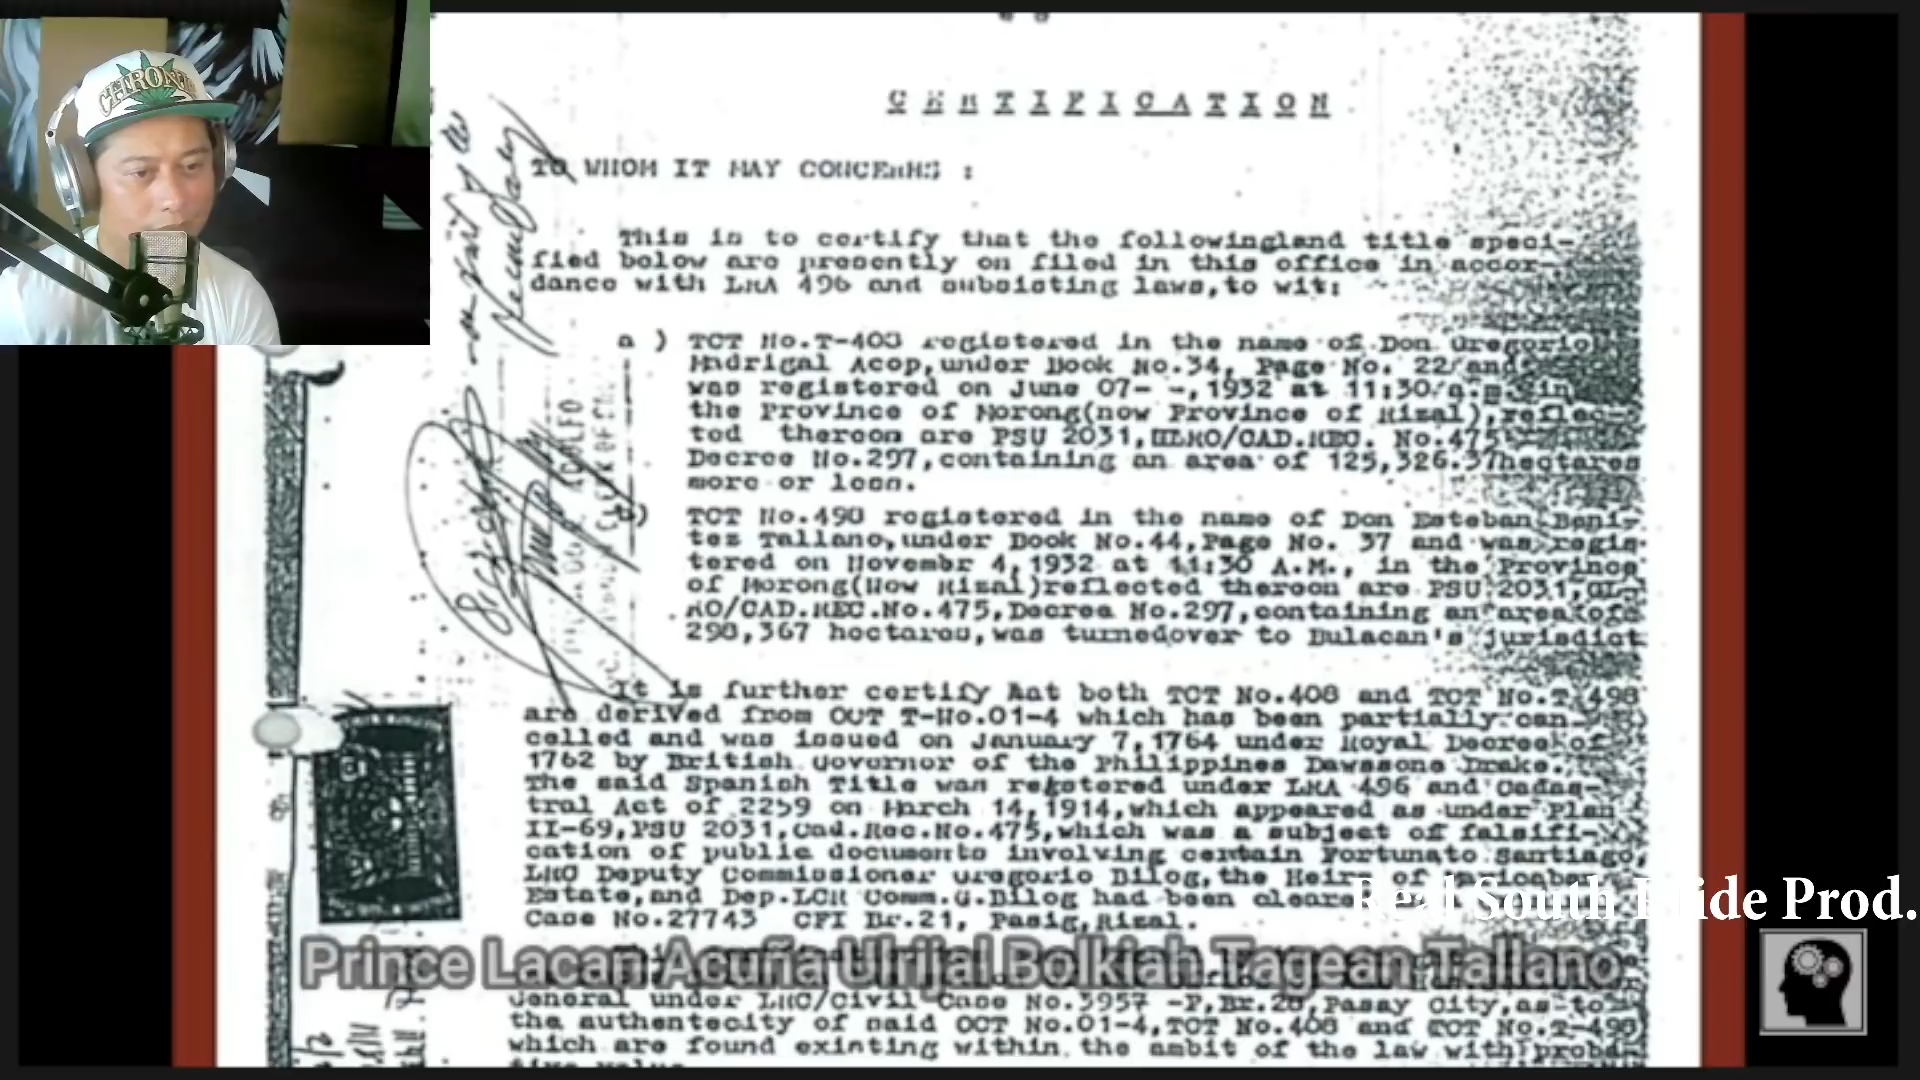 CHRONIC
CERTIFICATION
TO WHOM IT MAY CONCERNS :
This is to certify that the followingland title speci-
fied below are presently on filed in this office in accor-
dance with LRA 496 and subsisting laws,to wit:
a ) TCT No.T-408 registered in the name of Don Gregorio
Madrigal Acop,under Book No.34, Page No. 22 and
was registered on June 07- -,1932 at 11:30 a.m. in
the Province of Morong(now Province of Rizal),reflec-
ted thereon are PSU 2031,GLRO/CAD.REC. No.475
Decree No.297,containing an area of 125,326.37hectares
more or less.
b) TCT No.498 registered in the name of Don Esteban Beni-
tez Tallano,under Book No.44,Page No. 37 and was regis-
tered on Novembr 4,1932 at 11:30 A.M., in the Province
of Morong(Now Rizal)reflected thereon are PSU 2031,GL-
RO/CAD.REC.No.475,Decree No.297,containing an area of
298,367 hectares,was turnedover to Bulacan's jurisdict
It is further certify that both TCT No.408 and TCT No.T-498
are derived from OCT T-No.01-4 which has been partially can-
celled and was issued on January 7,1764 under Royal Decree of
1762 by British Governor of the Philippines Dawssone Drake.
The said Spanish Title was regstered under LRA 496 and Cadas-
tral Act of 2259 on March 14,1914,which appeared as under Plan
II-69,PSU 2031,Cad.Rec.No.475,which was a subject of falsifi-
cation of public documents involving certain Fortunato Santiago,
LRC Deputy Commissioner Gregorio Bilog,the Heirs of Maricaban
Estate,and Dep.LCR Comm.G.Bilog had been
Case No.27743 CFI Br.21, Pasig,Rizal.
Real South Pride Prod.
Prince Lacan Acuña Ulrijal Bolkiah Tagean Tallano
General under LRC/Civil Case No.3957 -P,Br.28,Pasay City,as to
the authentecity of said OCT No.01-4,TCT No.408 and TCT No.T-498
which are found existing within the ambit of the law with proba-